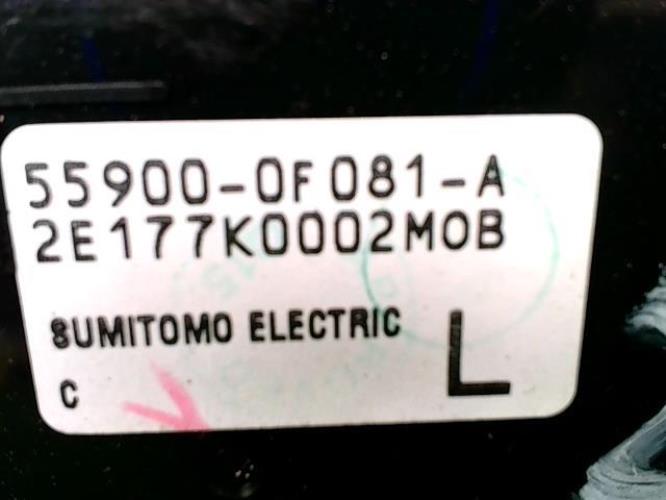 55900-0F081-A
2E177K0002M0B
SUMITOMO ELECTRIC
C
L